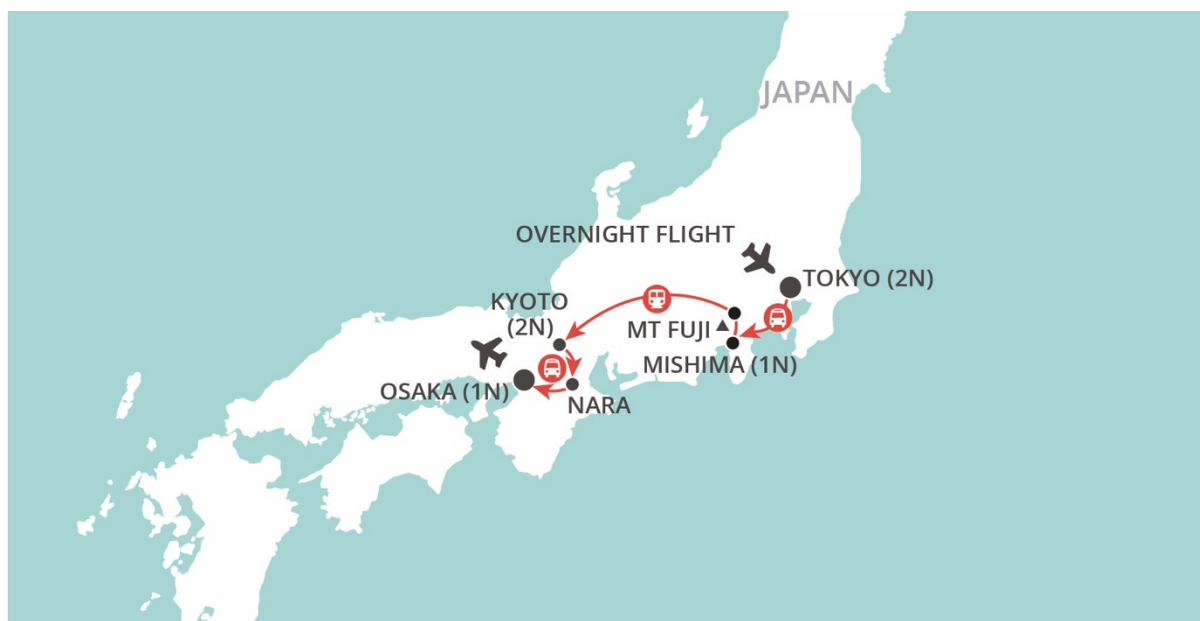 JAPAN
OVERNIGHT FLIGHT
TOKYO (2N)
KYOTO
(2N)
MT FUJI
MISHIMA (1N)
OSAKA (1N)
NARA